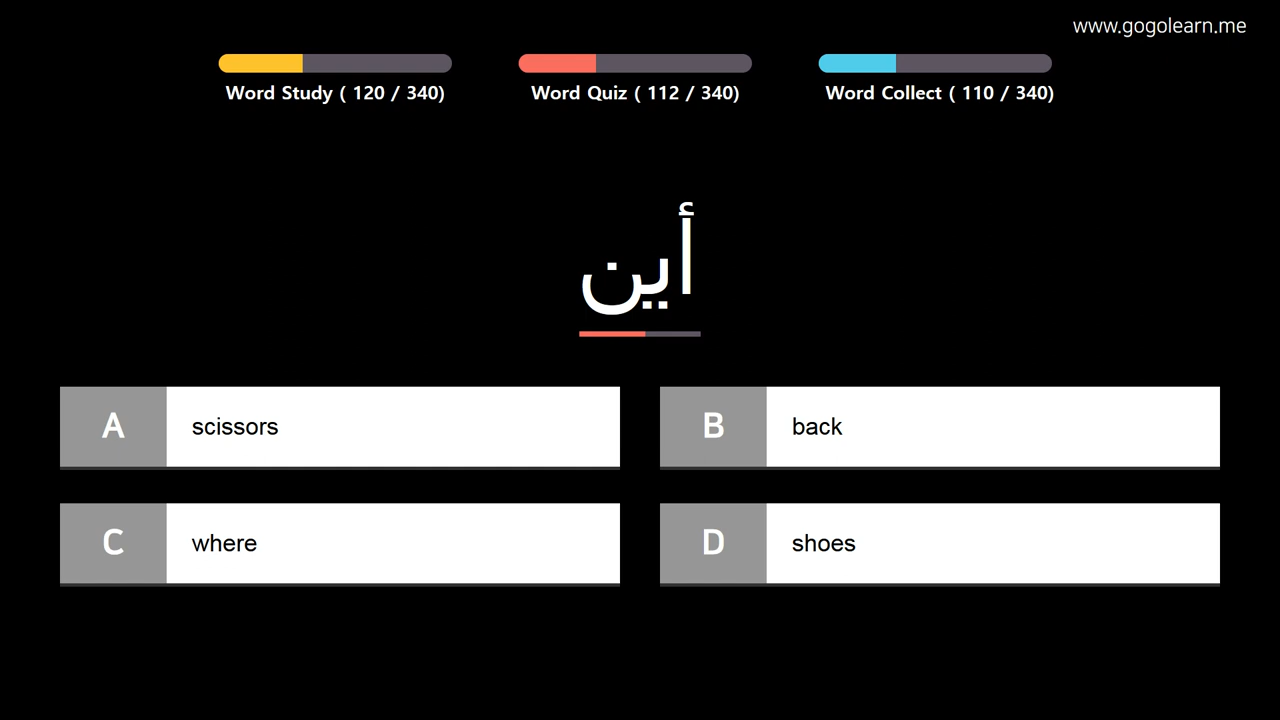 www.gogolearn.me
Word Study ( 120 / 340)
Word Quiz ( 112 / 340)
Word Collect ( 110 / 340)
أين
A scissors
B back
C where
D shoes